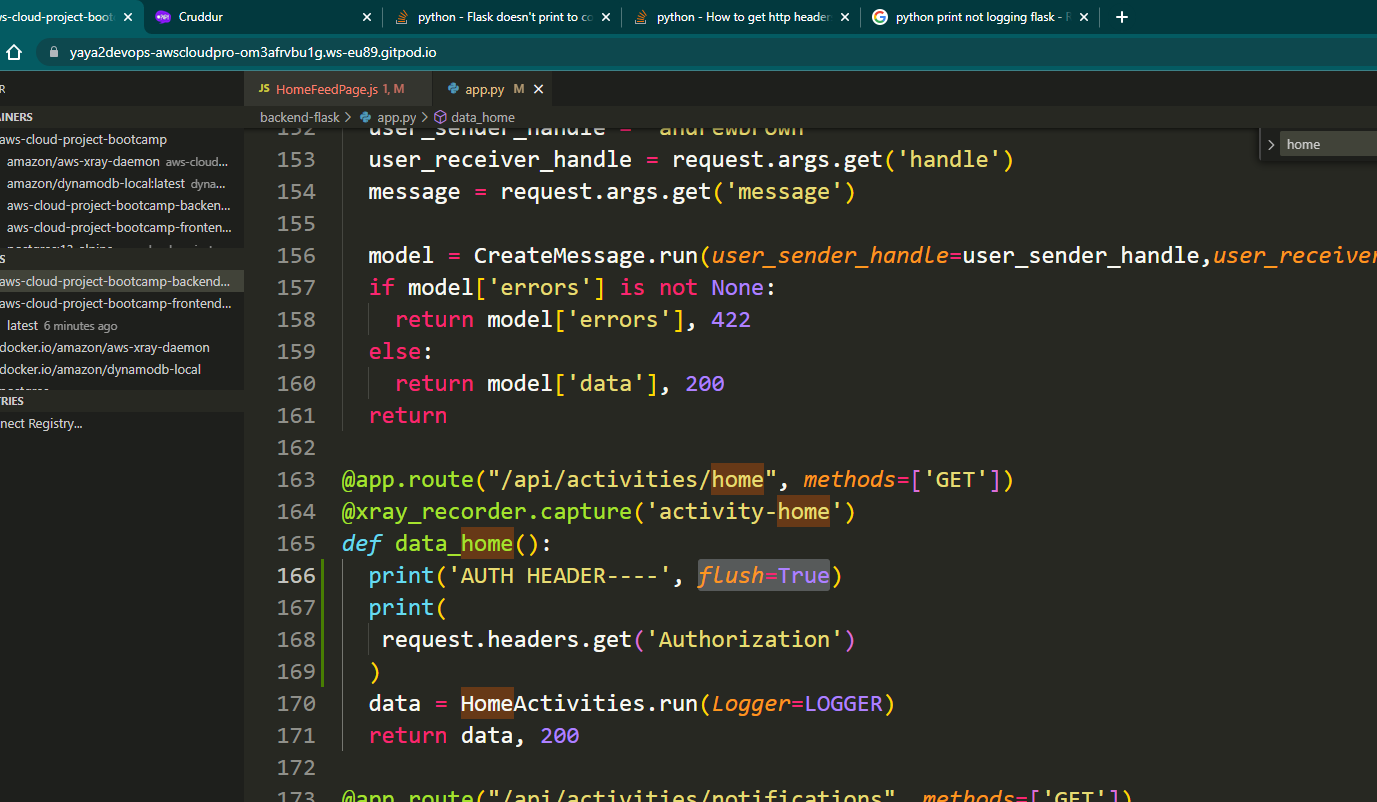 ws-cloud-project-boot
Cruddur
python - Flask doesn't print to co
python - How to get http header
python print not logging flask -
yaya2devops-awscloudpro-om3afrvbu1g.ws-eu89.gitpod.io
R
JS HomeFeedPage.js 1, M
app.py M
AINERS
backend-flask > app.py > data_home
aws-cloud-project-bootcamp
amazon/aws-xray-daemon aws-cloud...
amazon/dynamodb-local:latest dyna...
aws-cloud-project-bootcamp-backen...
aws-cloud-project-bootcamp-fronten...
S
aws-cloud-project-bootcamp-backend...
aws-cloud-project-bootcamp-frontend...
latest 6 minutes ago
docker.io/amazon/aws-xray-daemon
docker.io/amazon/dynamodb-local
postgres
RIES
nect Registry...
home
152 user_sender_handle = 'andrewbrown'
153 user_receiver_handle = request.args.get('handle')
154 message = request.args.get('message')
155
156 model = CreateMessage.run(user_sender_handle=user_sender_handle,user_receiver
157 if model['errors'] is not None:
158 return model['errors'], 422
159 else:
160 return model['data'], 200
161 return
162
163 @app.route("/api/activities/home", methods=['GET'])
164 @xray_recorder.capture('activity-home')
165 def data_home():
166 print('AUTH HEADER----', flush=True)
167 print(
168 request.headers.get('Authorization')
169 )
170 data = HomeActivities.run(Logger=LOGGER)
171 return data, 200
172
173 @app.route("/api/activities/notifications", methods=['GET'])